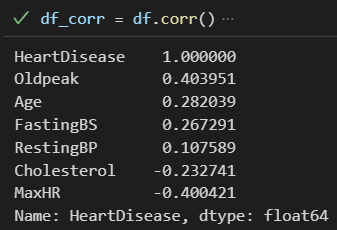 df_corr = df.corr() ...
HeartDisease 1.000000
Oldpeak 0.403951
Age 0.282039
FastingBS 0.267291
RestingBP 0.107589
Cholesterol -0.232741
MaxHR -0.400421
Name: HeartDisease, dtype: float64